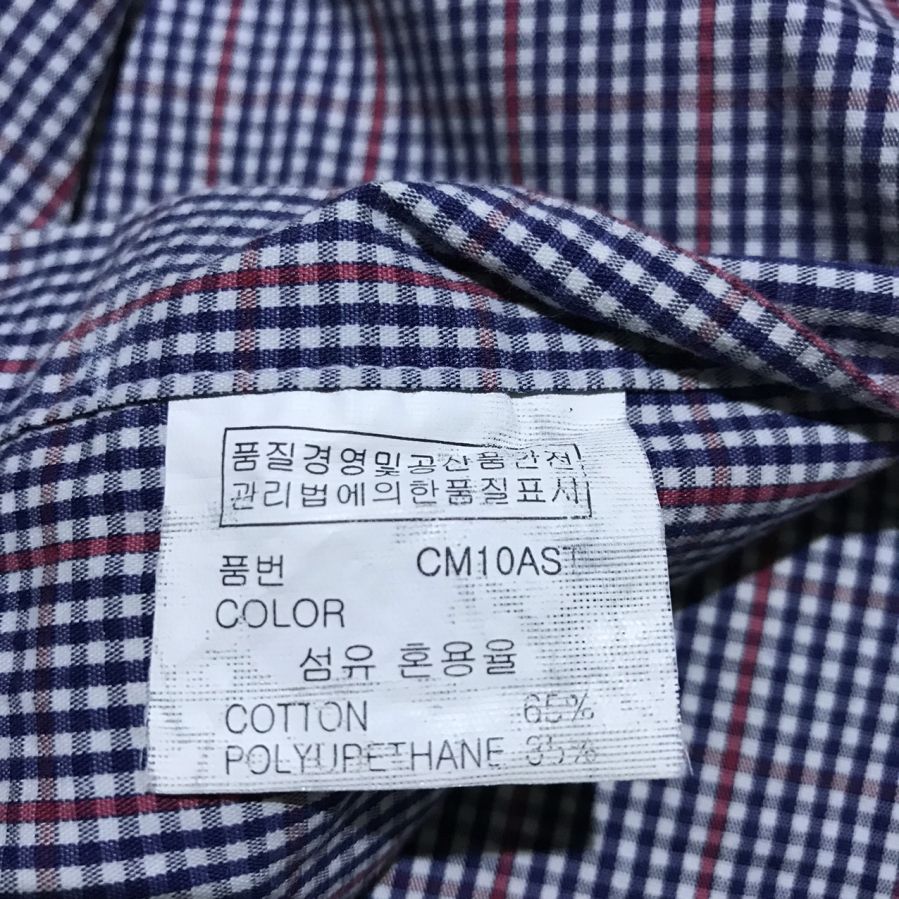 품질경영및공산품안전
관리법에의한품질표시
품번 CM10AST
COLOR
섬유 혼용율
COTTON 65%
POLYURETHANE 35%